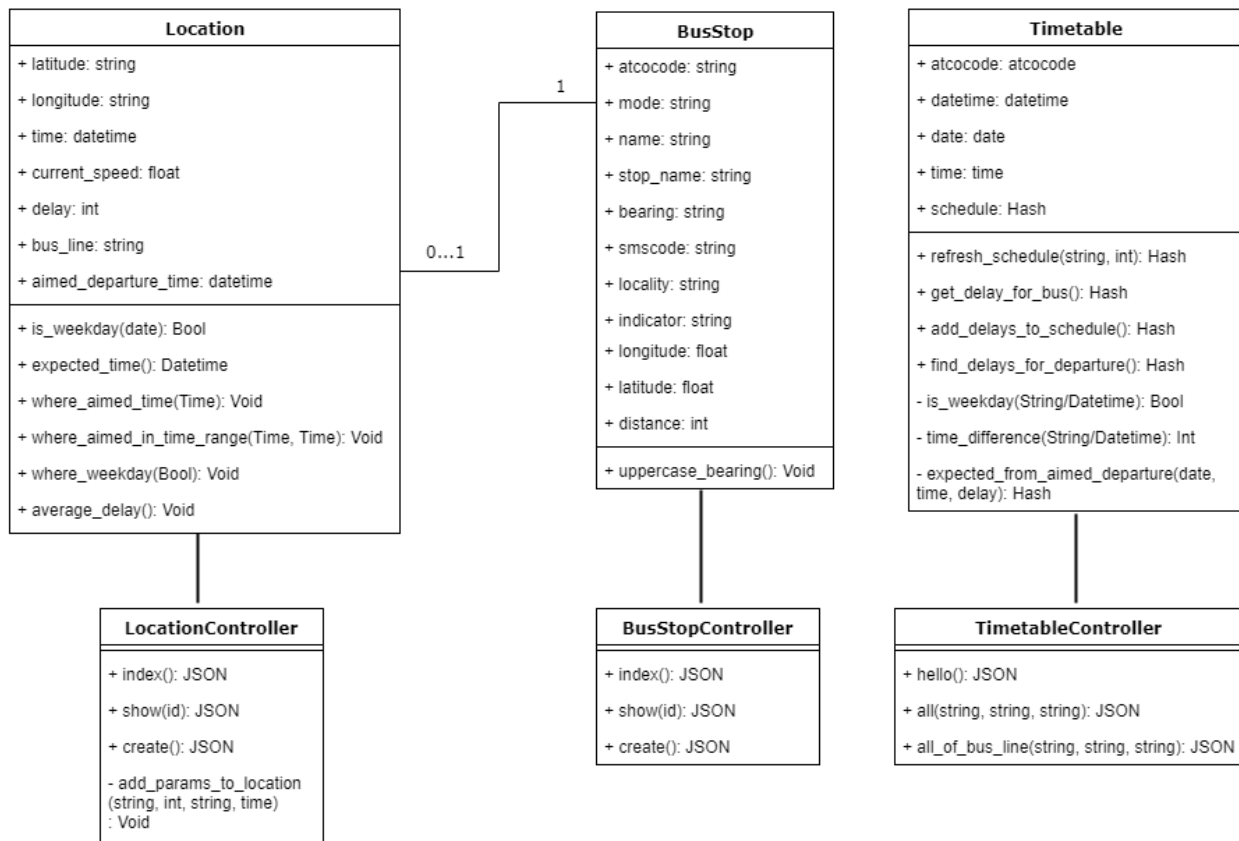 Location
+ latitude: string
+ longitude: string
+ time: datetime
+ current_speed: float
+ delay: int
+ bus_line: string
+ aimed_departure_time: datetime
+ is_weekday(date): Bool
+ expected_time(): Datetime
+ where_aimed_time(Time): Void
+ where_aimed_in_time_range(Time, Time): Void
+ where_weekday(Bool): Void
+ average_delay(): Void
1
0...1
BusStop
+ atcocode: string
+ mode: string
+ name: string
+ stop_name: string
+ bearing: string
+ smscode: string
+ locality: string
+ indicator: string
+ longitude: float
+ latitude: float
+ distance: int
+ uppercase_bearing(): Void
Timetable
+ atcocode: atcocode
+ datetime: datetime
+ date: date
+ time: time
+ schedule: Hash
+ refresh_schedule(string, int): Hash
+ get_delay_for_bus(): Hash
+ add_delays_to_schedule(): Hash
+ find_delays_for_departure(): Hash
- is_weekday(String/Datetime): Bool
- time_difference(String/Datetime): Int
- expected_from_aimed_departure(date,
time, delay): Hash
LocationController
+ index(): JSON
+ show(id): JSON
+ create(): JSON
- add_params_to_location
(string, int, string, time)
: Void
BusStopController
+ index(): JSON
+ show(id): JSON
+ create(): JSON
TimetableController
+ hello(): JSON
+ all(string, string, string): JSON
+ all_of_bus_line(string, string, string): JSON